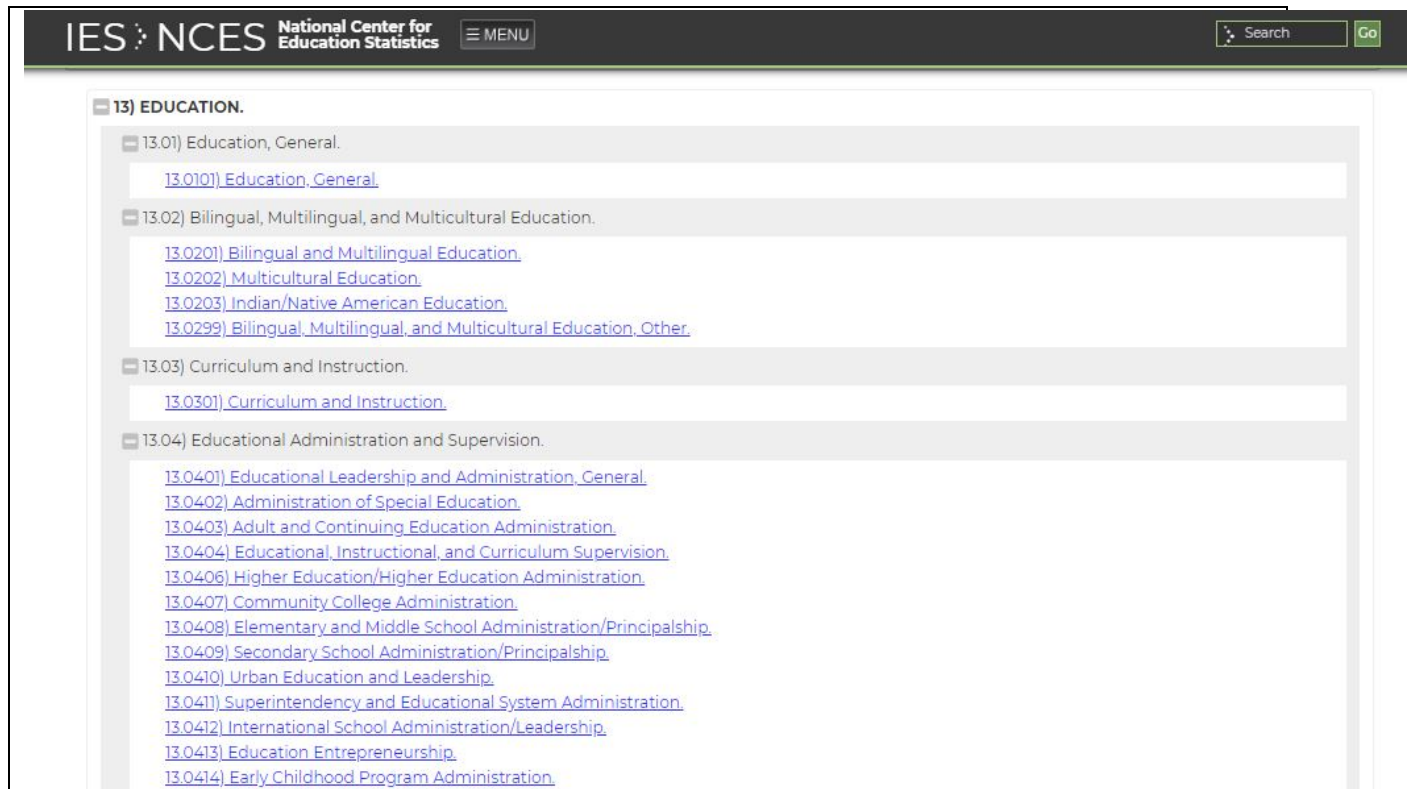 IES NCES National Center for
Education Statistics
MENU
Search
Go
13) EDUCATION.
13.01) Education, General.
13.0101) Education, General.
13.02) Bilingual, Multilingual, and Multicultural Education.
13.0201) Bilingual and Multilingual Education.
13.0202) Multicultural Education.
13.0203) Indian/Native American Education.
13.0299) Bilingual, Multilingual, and Multicultural Education, Other.
13.03) Curriculum and Instruction.
13.0301) Curriculum and Instruction.
13.04) Educational Administration and Supervision.
13.0401) Educational Leadership and Administration, General.
13.0402) Administration of Special Education.
13.0403) Adult and Continuing Education Administration.
13.0404) Educational, Instructional, and Curriculum Supervision.
13.0406) Higher Education/Higher Education Administration.
13.0407) Community College Administration.
13.0408) Elementary and Middle School Administration/Principalship.
13.0409) Secondary School Administration/Principalship.
13.0410) Urban Education and Leadership.
13.0411) Superintendency and Educational System Administration.
13.0412) International School Administration/Leadership.
13.0413) Education Entrepreneurship.
13.0414) Early Childhood Program Administration.